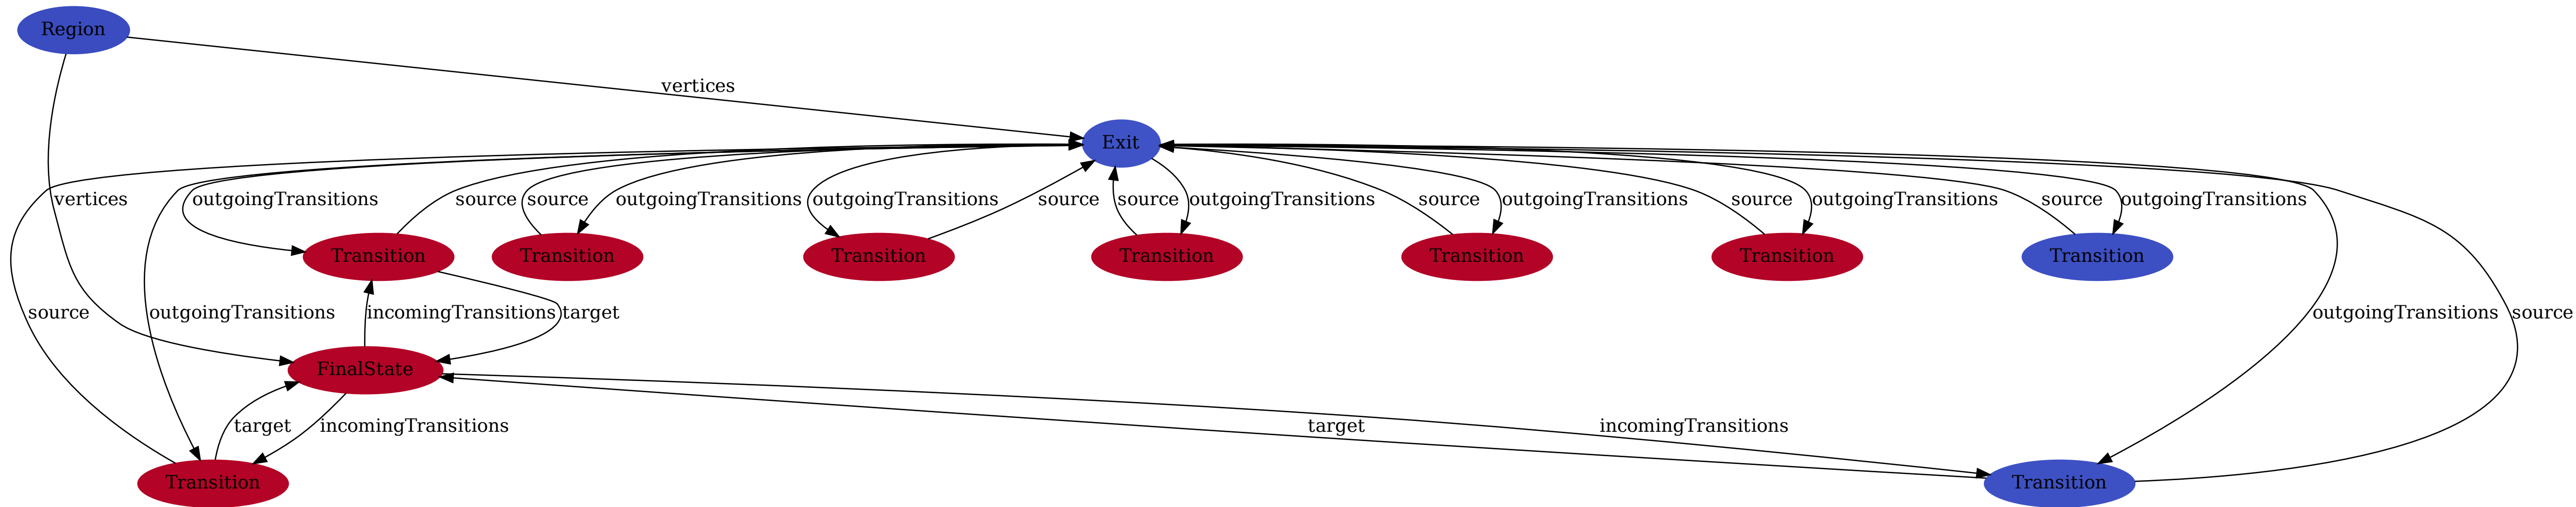 Region
vertices
Exit
vertices
outgoingTransitions
source
source
outgoingTransitions
outgoingTransitions
source
source
outgoingTransitions
source
outgoingTransitions
source
outgoingTransitions
source
outgoingTransitions
Transition
Transition
Transition
Transition
Transition
Transition
Transition
source
outgoingTransitions
incomingTransitions
target
outgoingTransitions
source
FinalState
target
incomingTransitions
target
incomingTransitions
Transition
Transition